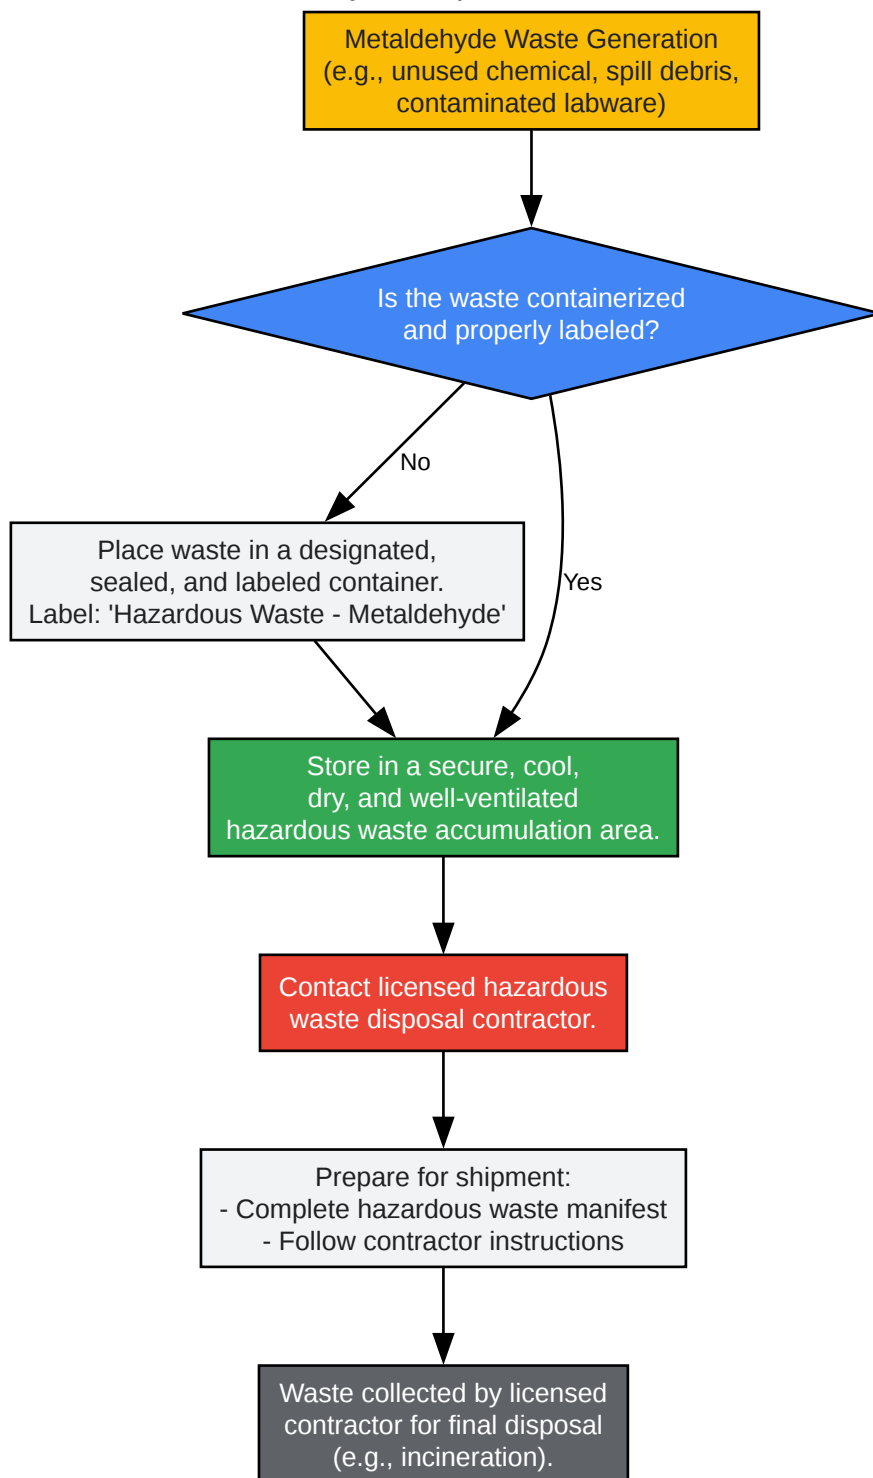 Metaldehyde Waste Generation
(e.g., unused chemical, spill debris,
contaminated labware)
Is the waste containerized
and properly labeled?
No
Yes
Place waste in a designated,
sealed, and labeled container.
Label: 'Hazardous Waste - Metaldehyde'
Store in a secure, cool,
dry, and well-ventilated
hazardous waste accumulation area.
Contact licensed hazardous
waste disposal contractor.
Prepare for shipment:
- Complete hazardous waste manifest
- Follow contractor instructions
Waste collected by licensed
contractor for final disposal
(e.g., incineration).